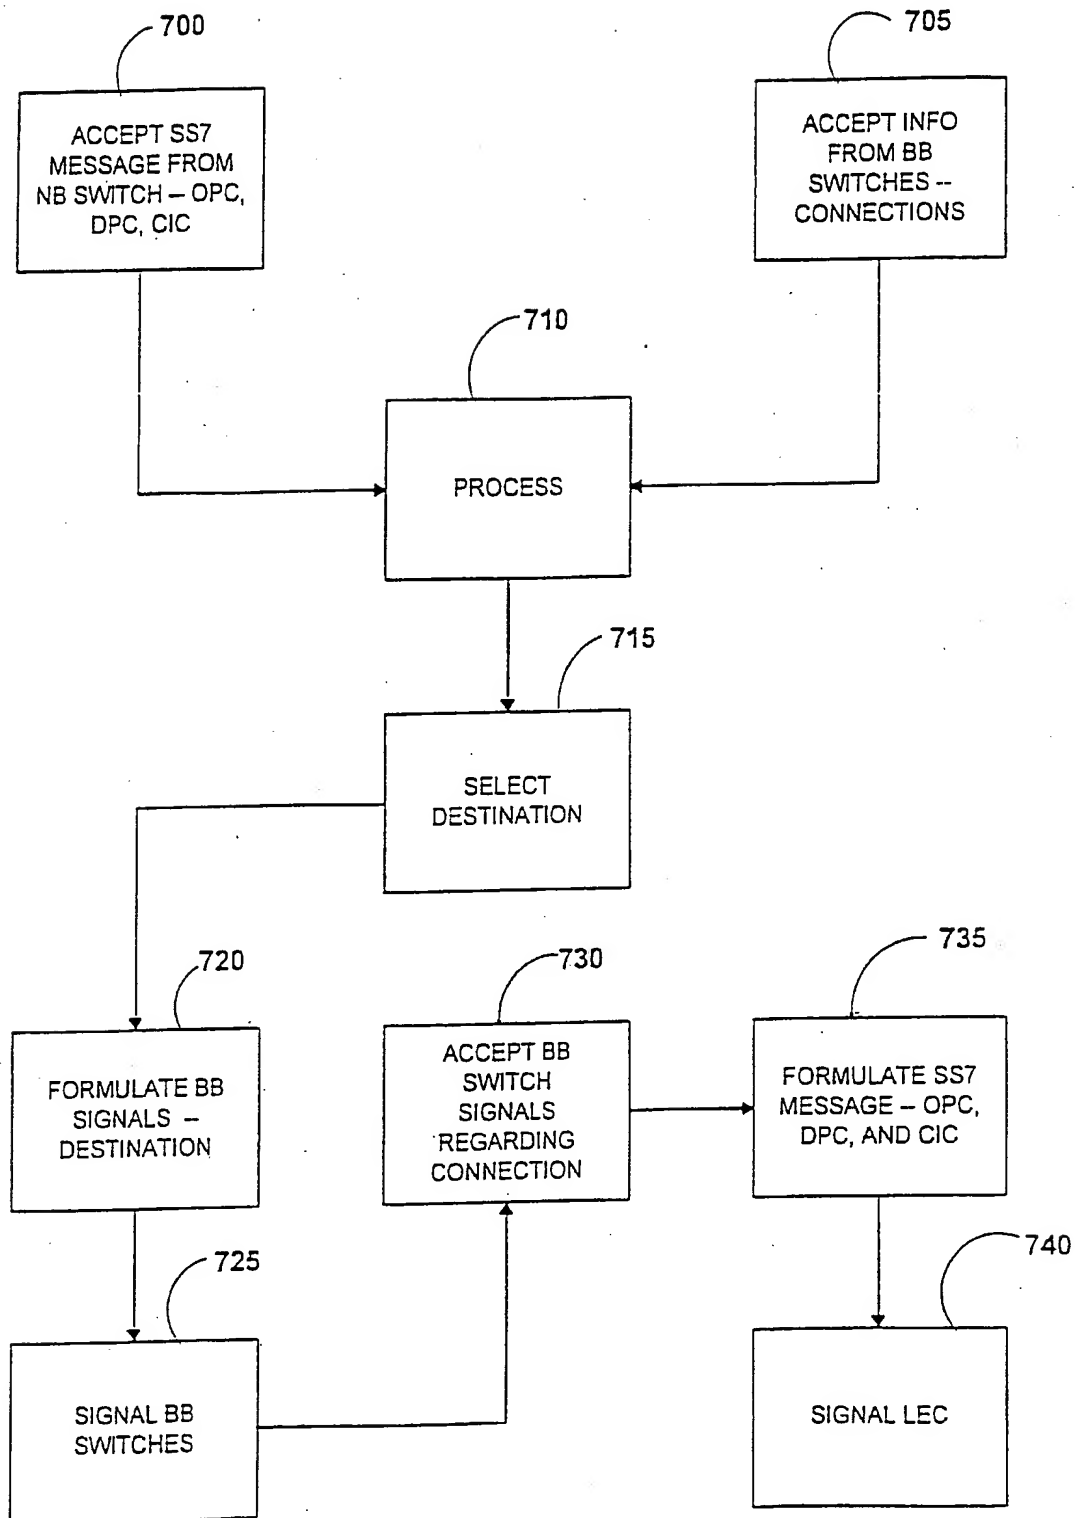 700
705
ACCEPT SS7
MESSAGE FROM
NB SWITCH – OPC,
DPC, CIC
ACCEPT INFO
FROM BB
SWITCHES --
CONNECTIONS
710
PROCESS
715
SELECT
DESTINATION
720
730
735
FORMULATE BB
SIGNALS –
DESTINATION
ACCEPT BB
SWITCH
SIGNALS
REGARDING
CONNECTION
FORMULATE SS7
MESSAGE – OPC,
DPC, AND CIC
725
740
SIGNAL BB
SWITCHES
SIGNAL LEC